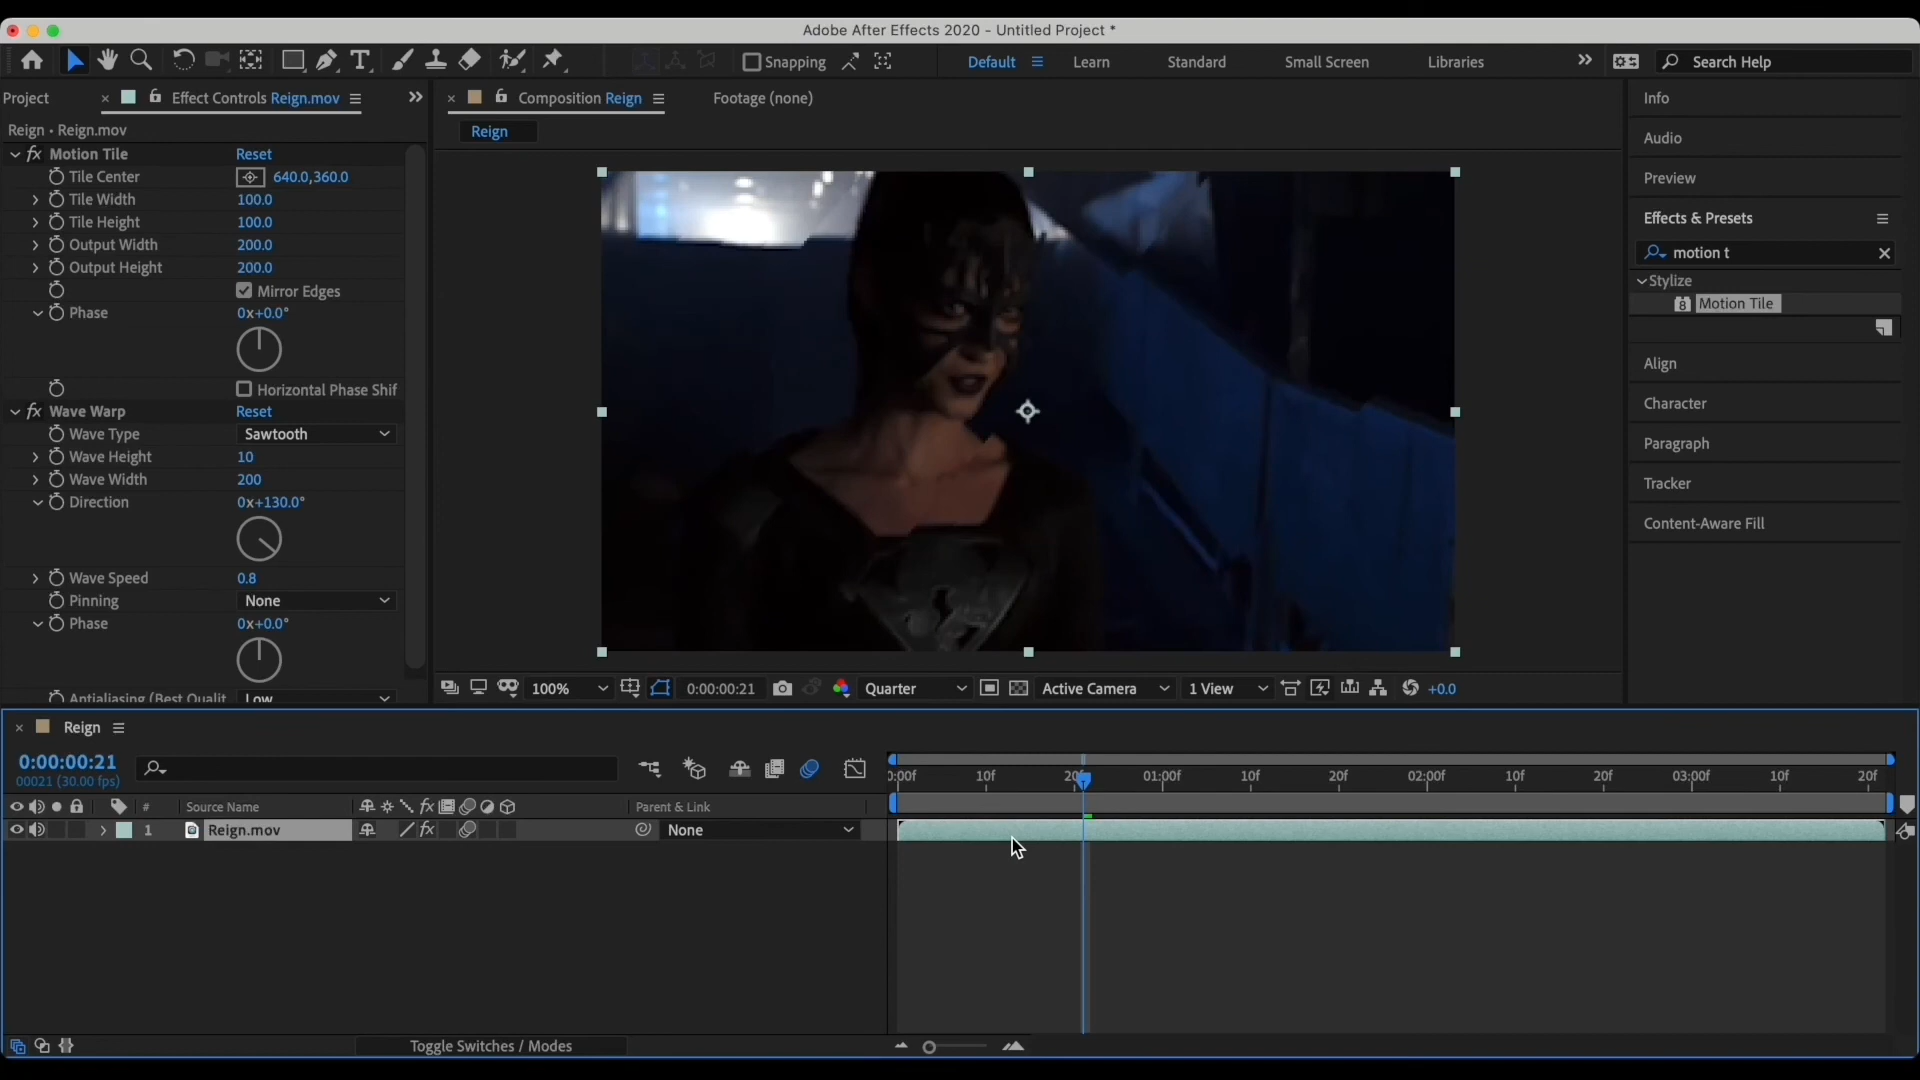 Adobe After Effects 2020 - Untitled Project *
Snapping
Default
Learn
Standard
Small Screen
Libraries
Search Help
Project
Effect Controls Reign.mov
Composition Reign
Footage (none)
Info
Reign • Reign.mov
Reign
Audio
Motion Tile Reset
Tile Center 640.0,360.0
Preview
Tile Width 100.0
Tile Height 100.0
Effects & Presets
Output Width 200.0
motion t
Output Height 200.0
Stylize
Mirror Edges
Motion Tile
Phase 0x+0.0°
Align
Horizontal Phase Shif
Character
Wave Warp Reset
Wave Type Sawtooth
Paragraph
Wave Height 10
Wave Width 200
Tracker
Direction 0x+130.0°
Content-Aware Fill
Wave Speed 0.8
Pinning None
Phase 0x+0.0°
100% 0:00:00:21 Quarter Active Camera 1 View +0.0
Antialiasing (Best Qualit Low
Reign
0:00:00:21
00021 (30.00 fps)
0:00f 10f 20f 01:00f 10f 20f 02:00f 10f 20f 03:00f 10f 20f
# Source Name fx Parent & Link
1 Reign.mov fx None
Toggle Switches / Modes